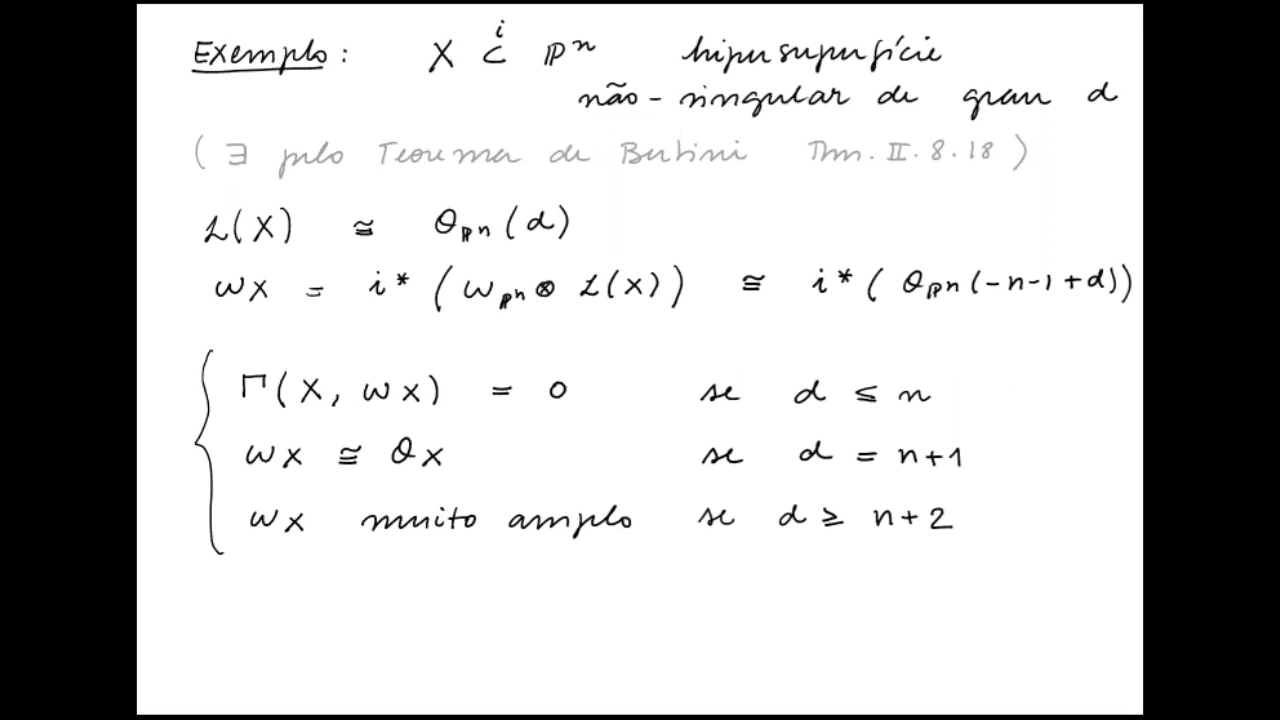 Exemplo : X ⊂ⁱ ℙⁿ hipersuperfície
não-singular de grau d
(∃ pelo Teorema de Bertini Thm. II.8.18)
ℒ(X) ≅ 𝒪_ℙⁿ(d)
ωX = i*(ω_ℙⁿ ⊗ ℒ(X)) ≅ i*(𝒪_ℙⁿ(-n-1+d))
Γ(X, ωX) = 0 se d ≤ n
ωX ≅ 𝒪X se d = n+1
ωX muito amplo se d ≥ n+2